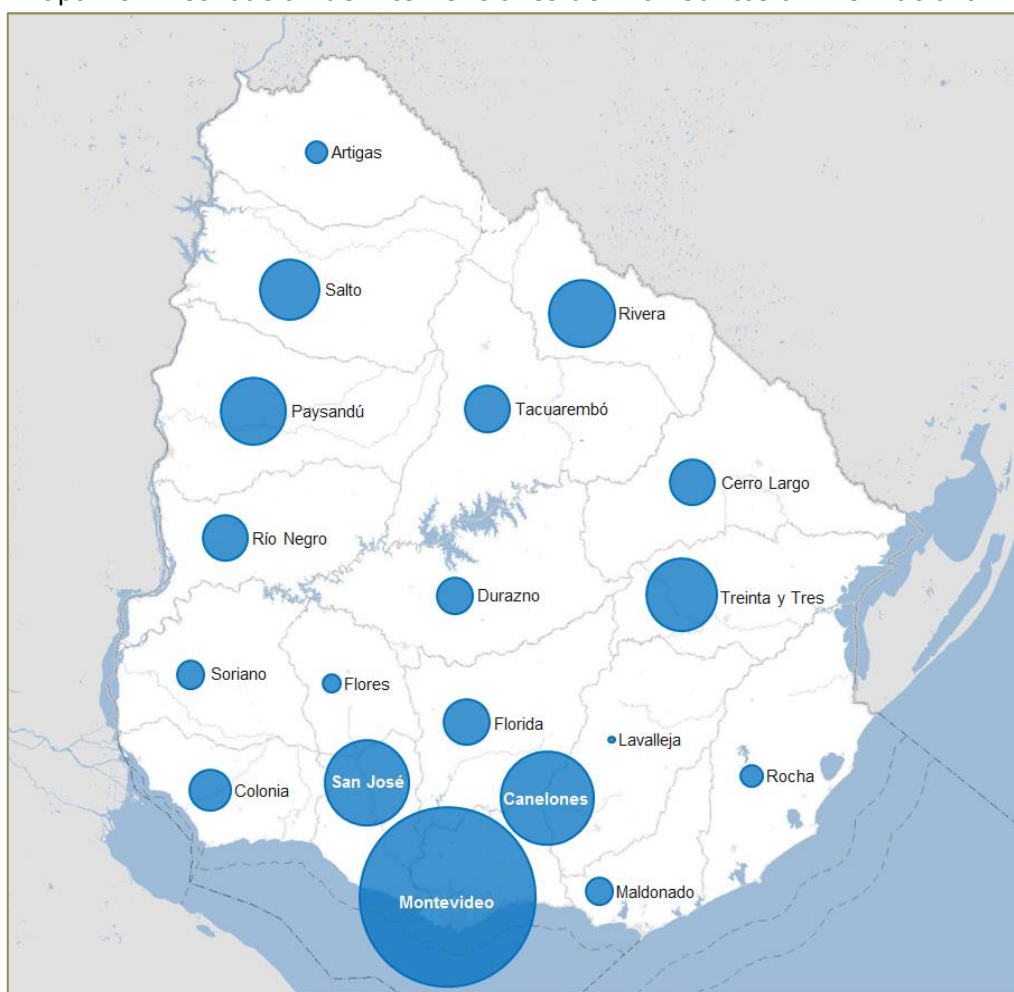 Artigas
Salto
Rivera
Paysandú
Tacuarembó
Cerro Largo
Río Negro
Durazno
Treinta y Tres
Soriano
Flores
Florida
Lavalleja
San José
Canelones
Rocha
Colonia
Maldonado
Montevideo